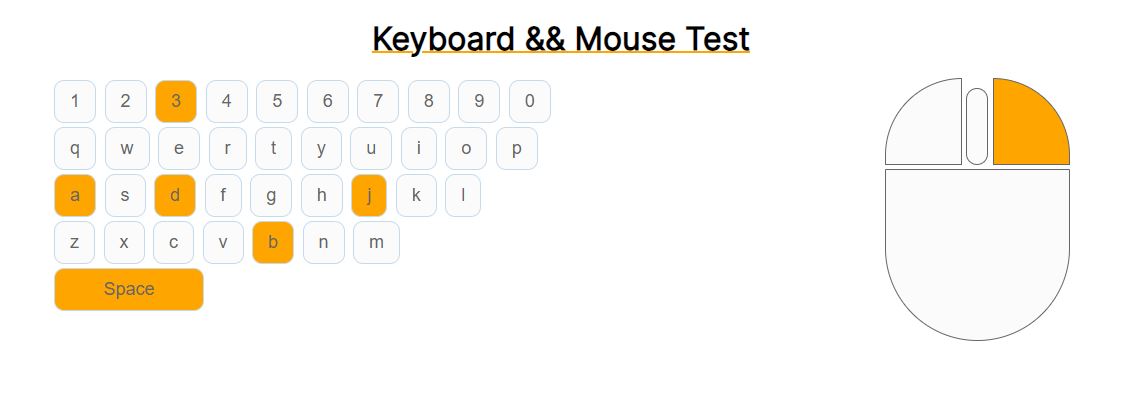 Keyboard && Mouse Test
1 2 3 4 5 6 7 8 9 0
q w e r t y u i o p
a s d f g h j k l
z x c v b n m
Space